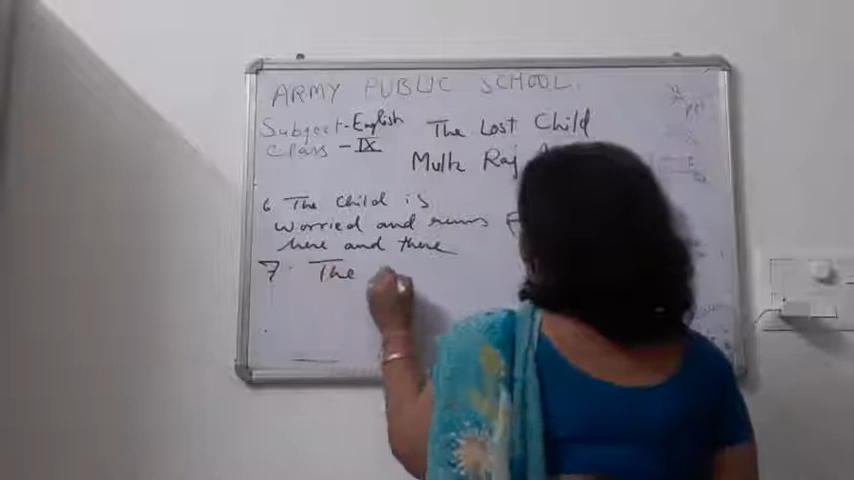 ARMY PUBLIC SCHOOL.
Subject - English
The Lost Child
Class - IX
Mulk Raj
6 The child is
worried and runs
here and there
7. The